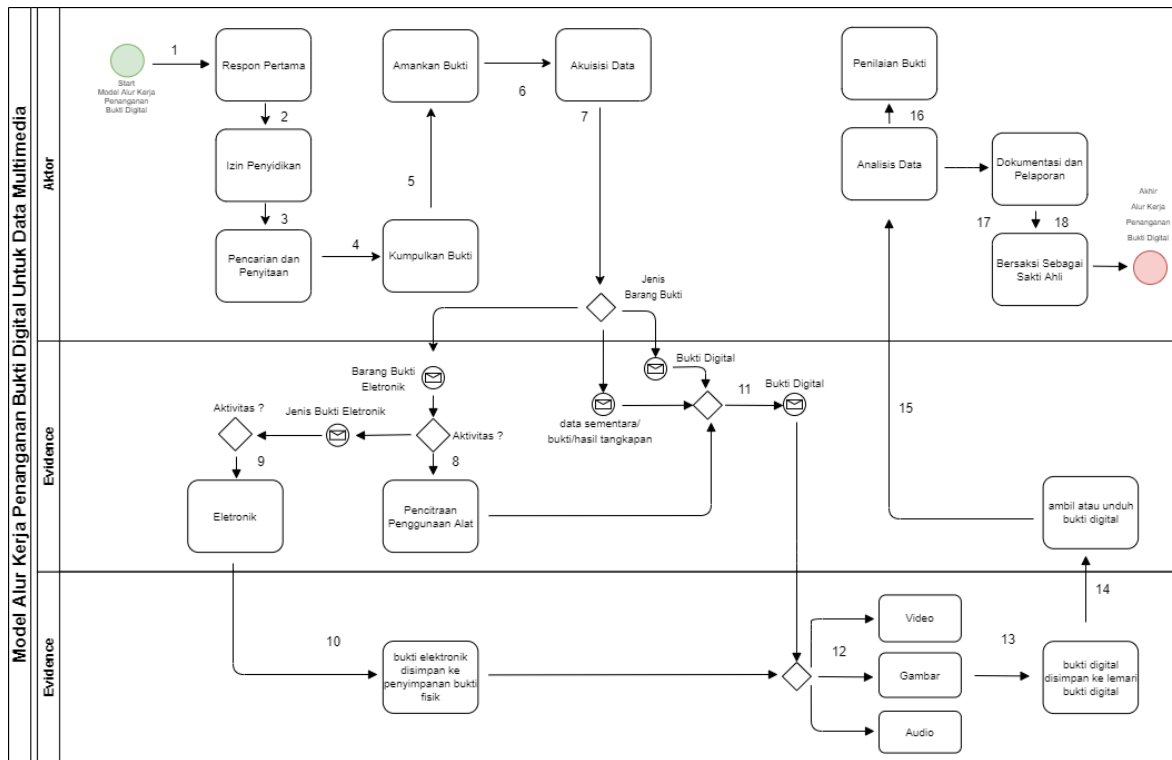 Model Alur Kerja Penanganan Bukti Digital Untuk Data Multimedia
Aktor
1
Start
Model Alur Kerja
Penanganan
Bukti Digital
Respon Pertama
2
Izin Penyidikan
3
Pencarian dan
Penyitaan
4
Kumpulkan Bukti
5
Amankan Bukti
6
Akuisisi Data
7
Jenis
Barang Bukti
Penilaian Bukti
16
Analisis Data
Dokumentasi dan
Pelaporan
17
18
Bersaksi Sebagai
Sakti Ahli
Akhir
Alur Kerja
Penanganan
Bukti Digital
Evidence
Barang Bukti
Eletronik
Aktivitas ?
Jenis Bukti Eletronik
Aktivitas ?
9
8
Eletronik
Pencitraan
Penggunaan Alat
data sementara/
bukti/hasil tangkapan
Bukti Digital
11
Bukti Digital
15
ambil atau unduh
bukti digital
Evidence
10
bukti elektronik
disimpan ke
penyimpanan bukti
fisik
12
Video
Gambar
Audio
13
bukti digital
disimpan ke lemari
bukti digital
14